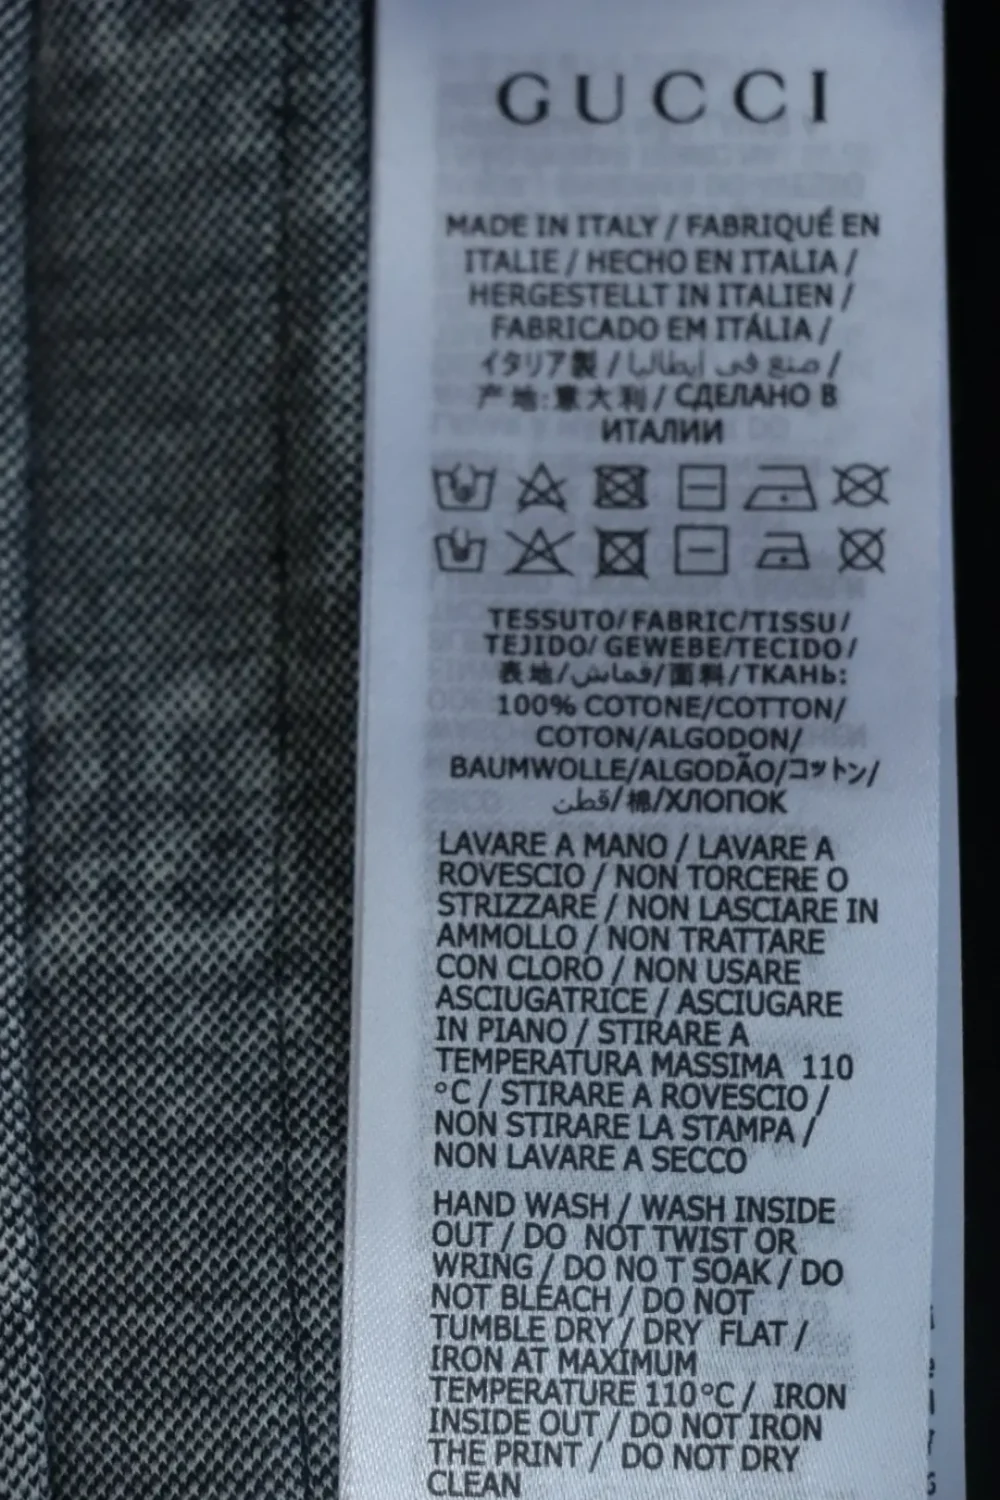 GUCCI
MADE IN ITALY / FABRIQUÉ EN
ITALIE / HECHO EN ITALIA /
HERGESTELLT IN ITALIEN /
FABRICADO EM ITÁLIA /
イタリア製 / صنع في إيطاليا /
产地:意大利 / СДЕЛАНО В
ИТАЛИИ
TESSUTO/FABRIC/TISSU/
TEJIDO/ GEWEBE/TECIDO/
表地/قماش/面料/ТКАНЬ:
100% COTONE/COTTON/
COTON/ALGODON/
BAUMWOLLE/ALGODÃO/コットン/
قطن/棉/ХЛОПОК
LAVARE A MANO / LAVARE A
ROVESCIO / NON TORCERE O
STRIZZARE / NON LASCIARE IN
AMMOLLO / NON TRATTARE
CON CLORO / NON USARE
ASCIUGATRICE / ASCIUGARE
IN PIANO / STIRARE A
TEMPERATURA MASSIMA 110
°C / STIRARE A ROVESCIO /
NON STIRARE LA STAMPA /
NON LAVARE A SECCO
HAND WASH / WASH INSIDE
OUT / DO NOT TWIST OR
WRING / DO NO T SOAK / DO
NOT BLEACH / DO NOT
TUMBLE DRY / DRY FLAT /
IRON AT MAXIMUM
TEMPERATURE 110°C / IRON
INSIDE OUT / DO NOT IRON
THE PRINT / DO NOT DRY
CLEAN